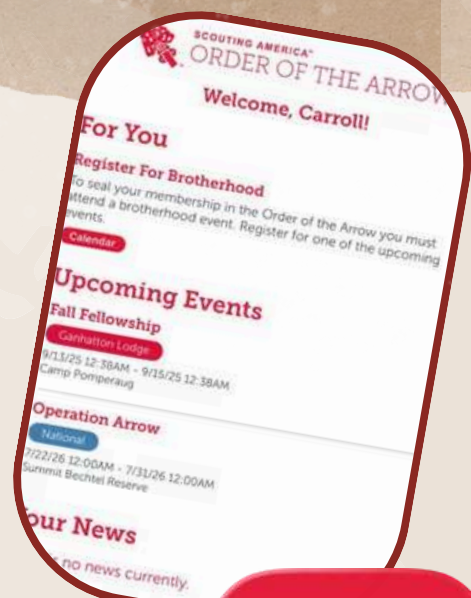 SCOUTING AMERICA™
ORDER OF THE ARROW
Welcome, Carroll!
For You
Register For Brotherhood
To seal your membership in the Order of the Arrow you must
attend a brotherhood event. Register for one of the upcoming
events.
Calendar
Upcoming Events
Fall Fellowship
Ganhatton Lodge
9/13/25 12:38AM - 9/15/25 12:38AM
Camp Pomperaug
Operation Arrow
National
7/22/26 12:00AM - 7/31/26 12:00AM
Summit Bechtel Reserve
our News
no news currently.